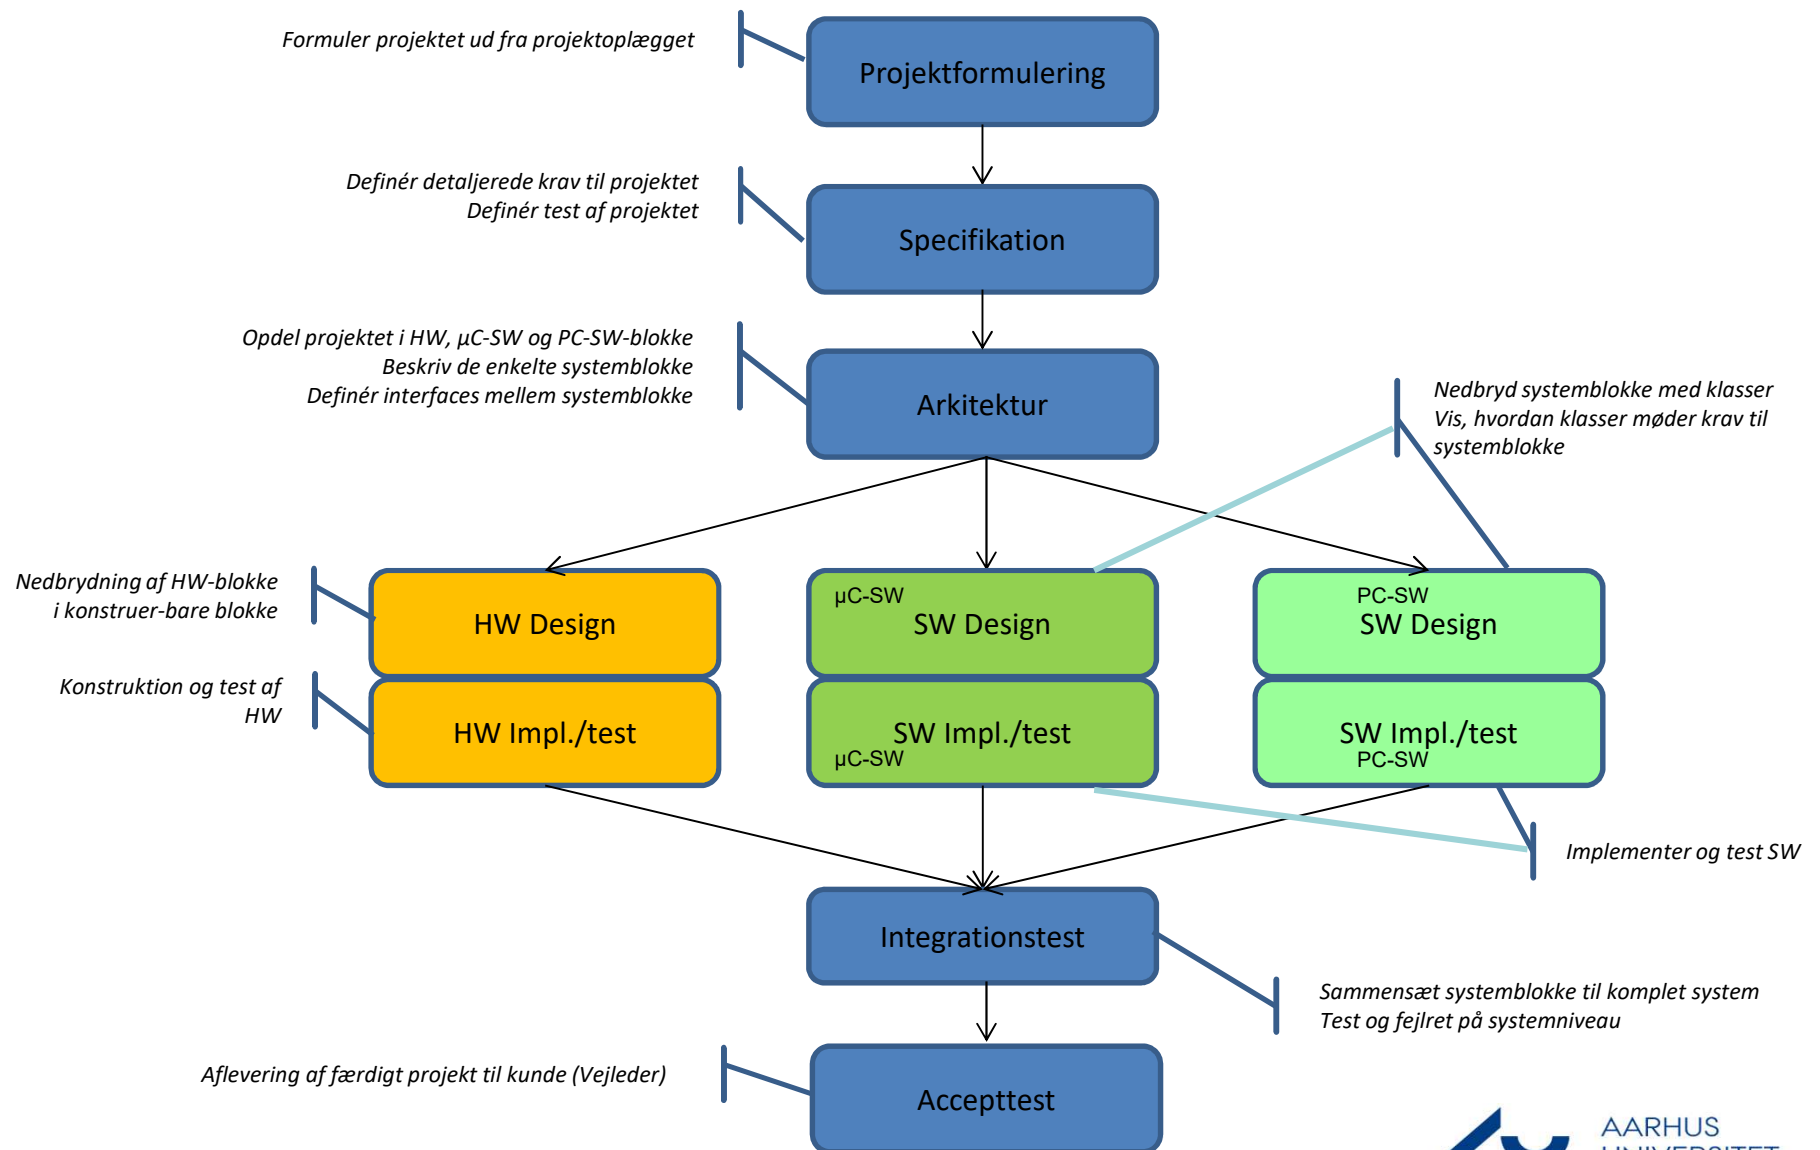 Formuler projektet ud fra projektoplægget
Projektformulering
Definér detaljerede krav til projektet
Definér test af projektet
Specifikation
Opdel projektet i HW, µC-SW og PC-SW-blokke
Beskriv de enkelte systemblokke
Definér interfaces mellem systemblokke
Arkitektur
Nedbryd systemblokke med klasser
Vis, hvordan klasser møder krav til
systemblokke
Nedbrydning af HW-blokke
i konstruer-bare blokke
HW Design
µC-SW
SW Design
PC-SW
SW Design
Konstruktion og test af
HW
HW Impl./test
SW Impl./test
µC-SW
SW Impl./test
PC-SW
Implementer og test SW
Integrationstest
Sammensæt systemblokke til komplet system
Test og fejlret på systemniveau
Aflevering af færdigt projekt til kunde (Vejleder)
Accepttest
AARHUS
UNIVERSITET